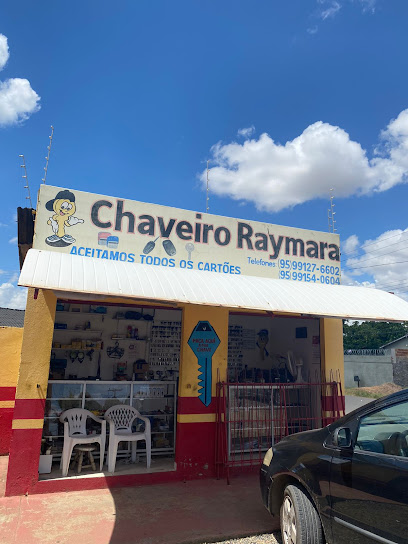 Chaveiro Raymara
ACEITAMOS TODOS OS CARTÕES
Telefones: (95)99127-6602
(95)99154-0604